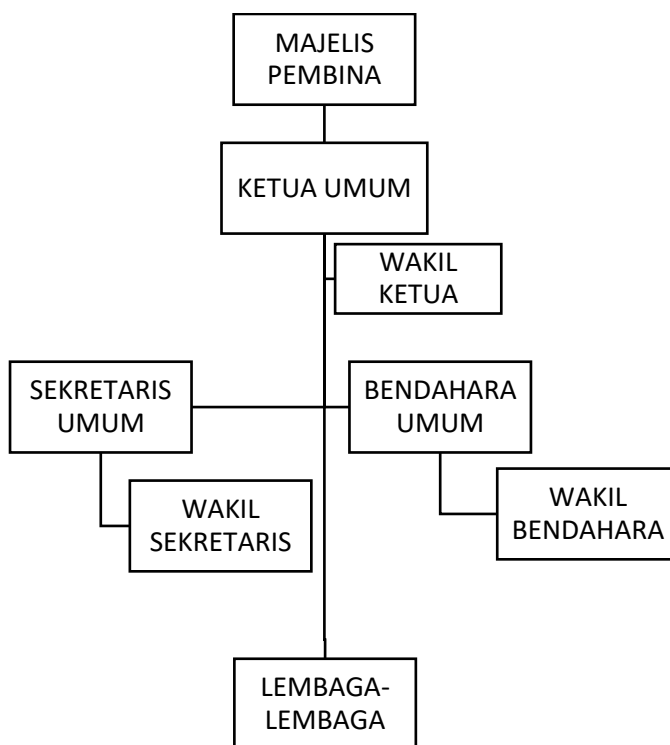 MAJELIS
PEMBINA
KETUA UMUM
WAKIL
KETUA
SEKRETARIS
UMUM
BENDAHARA
UMUM
WAKIL
SEKRETARIS
WAKIL
BENDAHARA
LEMBAGA-
LEMBAGA